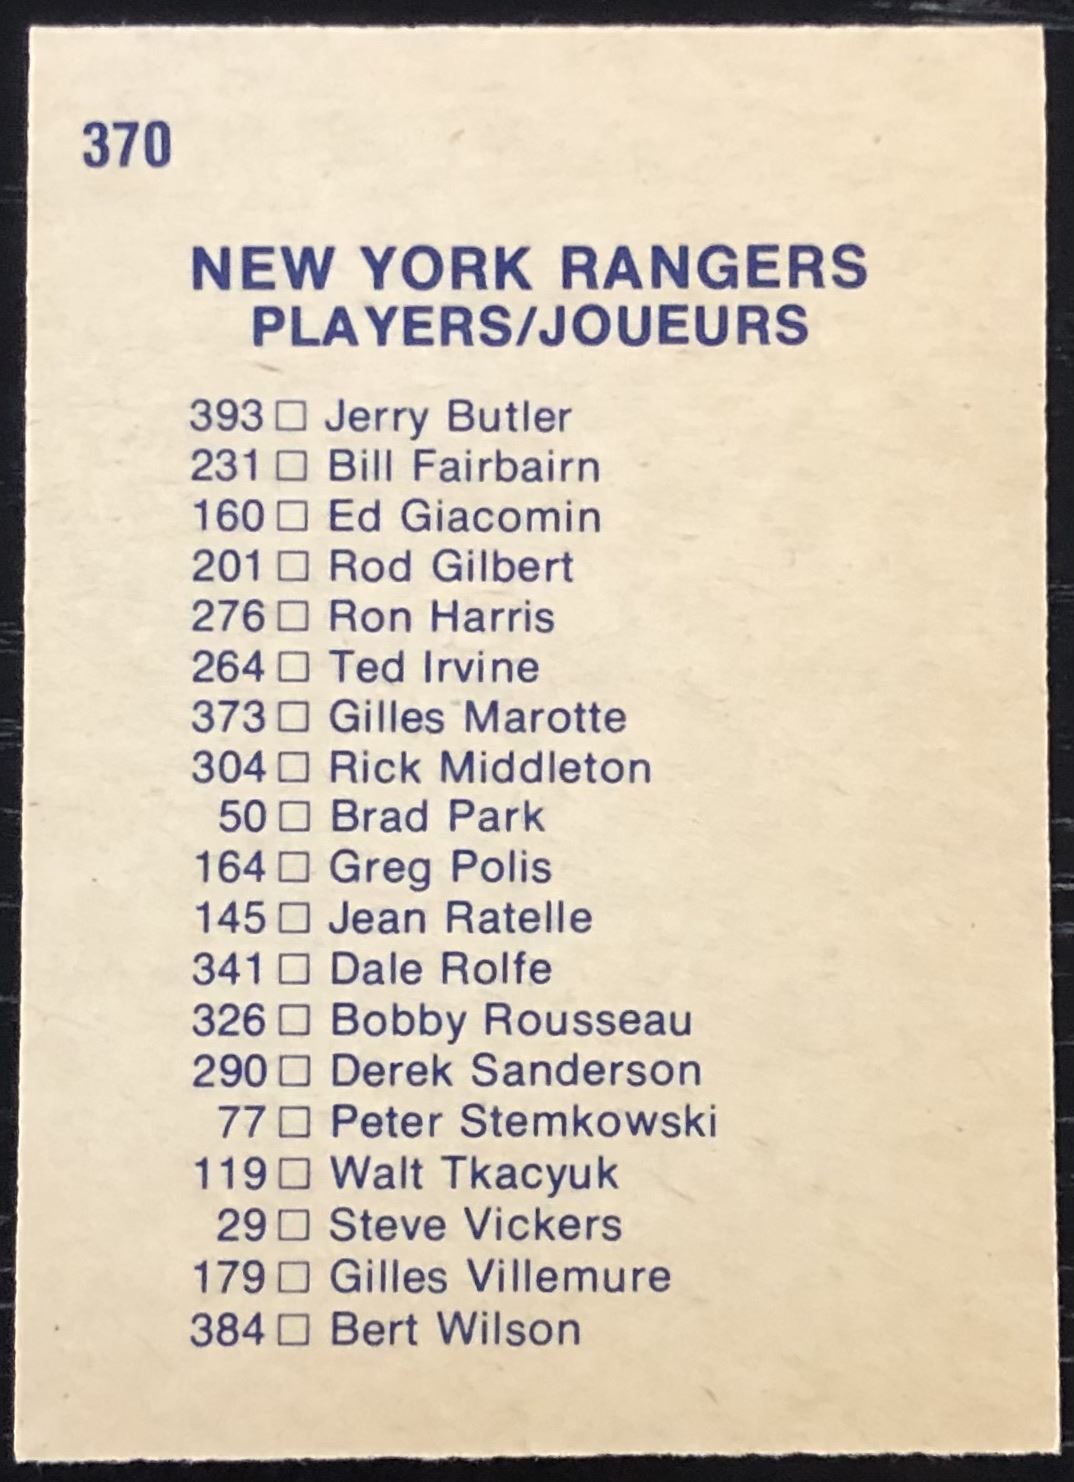 370
NEW YORK RANGERS
PLAYERS/JOUEURS
393 □ Jerry Butler
231 □ Bill Fairbairn
160 □ Ed Giacomin
201 □ Rod Gilbert
276 □ Ron Harris
264 □ Ted Irvine
373 □ Gilles Marotte
304 □ Rick Middleton
50 □ Brad Park
164 □ Greg Polis
145 □ Jean Ratelle
341 □ Dale Rolfe
326 □ Bobby Rousseau
290 □ Derek Sanderson
77 □ Peter Stemkowski
119 □ Walt Tkacyuk
29 □ Steve Vickers
179 □ Gilles Villemure
384 □ Bert Wilson